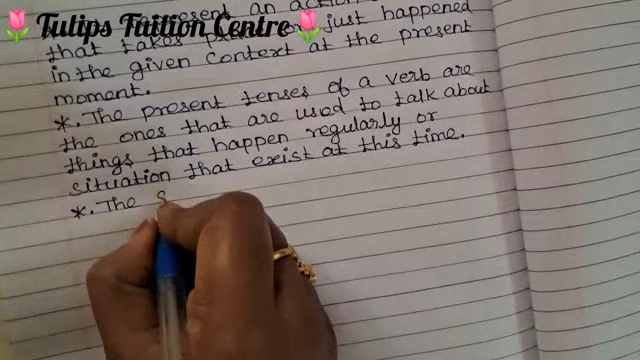 🌷Tulips Tuition Centre🌷
present an
that takes just happened
in the given context at the present
moment.
*. The present tenses of a verb are
the ones that are used to talk about
things that happen regularly or
situation that exist at this time.
*. The S